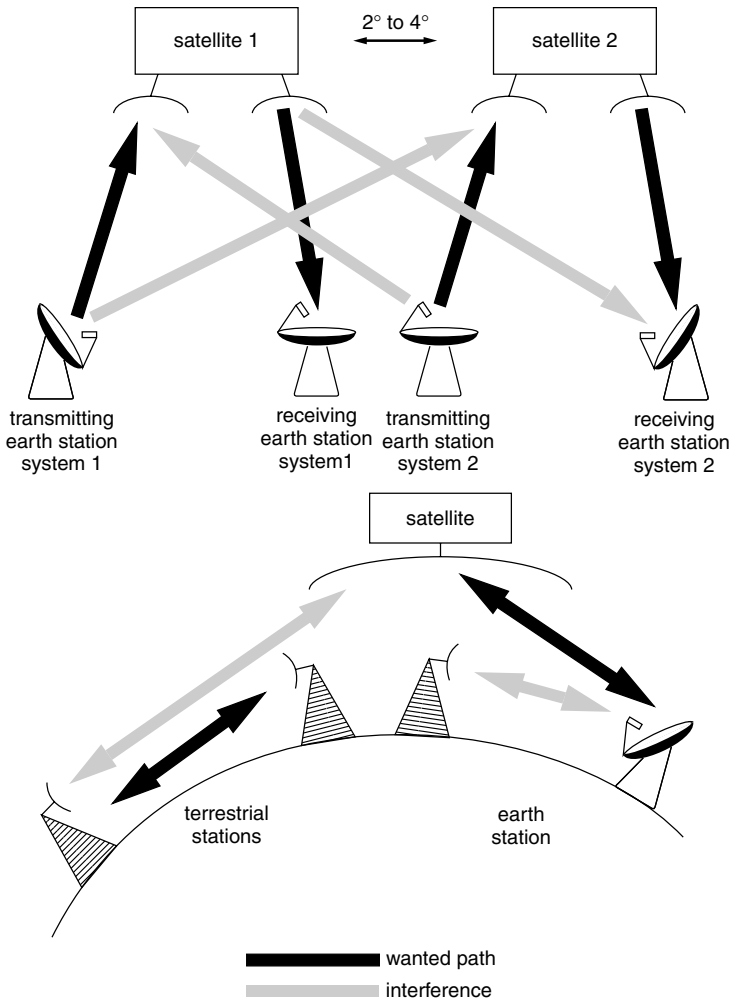 satellite 1
2° to 4°
satellite 2
transmitting
earth station
system 1
receiving
earth station
system1
transmitting
earth station
system 2
receiving
earth station
system 2
satellite
terrestrial
stations
earth
station
wanted path
interference